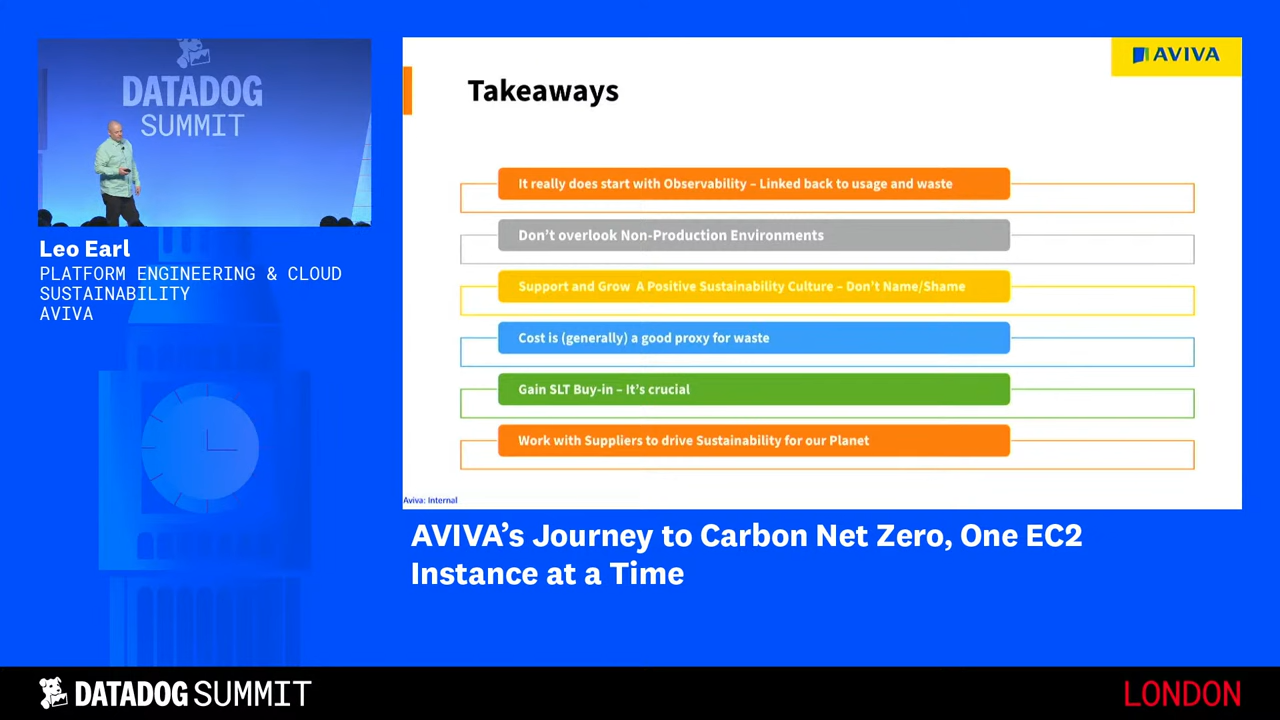 DATADOG
SUMMIT
Leo Earl
PLATFORM ENGINEERING & CLOUD
SUSTAINABILITY
AVIVA
AVIVA
Takeaways
It really does start with Observability – Linked back to usage and waste
Don't overlook Non-Production Environments
Support and Grow A Positive Sustainability Culture – Don't Name/Shame
Cost is (generally) a good proxy for waste
Gain SLT Buy-in – It's crucial
Work with Suppliers to drive Sustainability for our Planet
Aviva: Internal
AVIVA's Journey to Carbon Net Zero, One EC2
Instance at a Time
DATADOG SUMMIT
LONDON